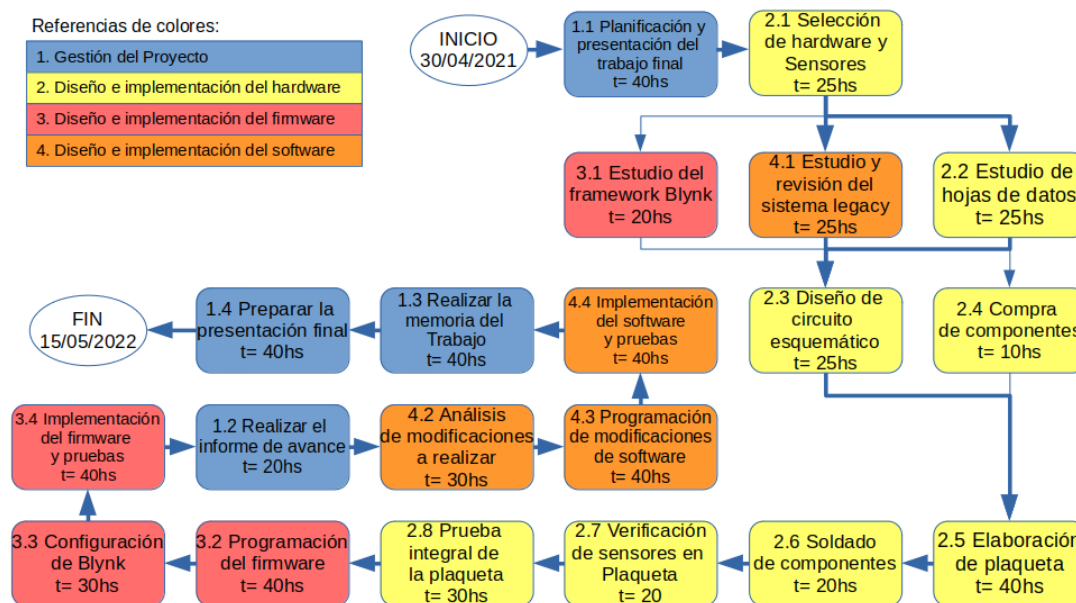 Referencias de colores:
1. Gestión del Proyecto
2. Diseño e implementación del hardware
3. Diseño e implementación del firmware
4. Diseño e implementación del software
INICIO
30/04/2021
1.1 Planificación y
presentación del
trabajo final
t= 40hs
2.1 Selección
de hardware y
Sensores
t= 25hs
3.1 Estudio del
framework Blynk
t= 20hs
4.1 Estudio y
revisión del
sistema legacy
t= 25hs
2.2 Estudio de
hojas de datos
t= 25hs
FIN
15/05/2022
1.4 Preparar la
presentación final
t= 40hs
1.3 Realizar la
memoria del
Trabajo
t= 40hs
4.4 Implementación
del software
y pruebas
t= 40hs
2.3 Diseño de
circuito
esquemático
t= 25hs
2.4 Compra
de componentes
t= 10hs
3.4 Implementación
del firmware
y pruebas
t= 40hs
1.2 Realizar el
informe de avance
t= 20hs
4.2 Análisis
de modificaciones
a realizar
t= 30hs
4.3 Programación
de modificaciones
de software
t= 40hs
3.3 Configuración
de Blynk
t= 30hs
3.2 Programación
del firmware
t= 40hs
2.8 Prueba
integral de
la plaqueta
t= 30hs
2.7 Verificación
de sensores en
Plaqueta
t= 20
2.6 Soldado
de componentes
t= 20hs
2.5 Elaboración
de plaqueta
t= 40hs